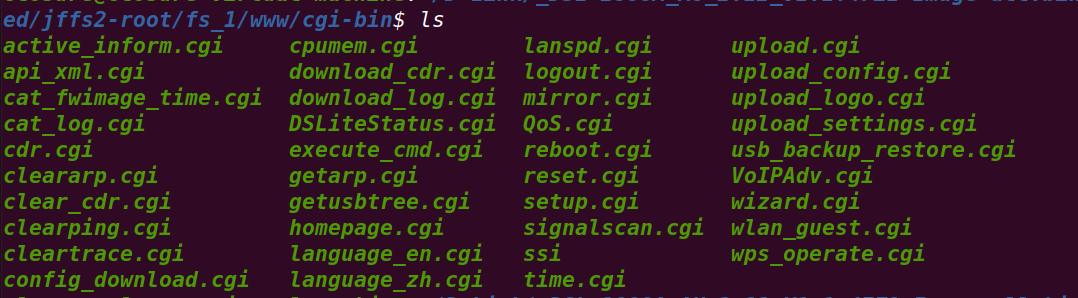 ed/jffs2-root/fs_1/www/cgi-bin$ ls
active_inform.cgi cpumem.cgi lanspd.cgi upload.cgi
api_xml.cgi download_cdr.cgi logout.cgi upload_config.cgi
cat_fwimage_time.cgi download_log.cgi mirror.cgi upload_logo.cgi
cat_log.cgi DSLiteStatus.cgi QoS.cgi upload_settings.cgi
cdr.cgi execute_cmd.cgi reboot.cgi usb_backup_restore.cgi
cleararp.cgi getarp.cgi reset.cgi VoIPAdv.cgi
clear_cdr.cgi getusbtree.cgi setup.cgi wizard.cgi
clearping.cgi homepage.cgi signalscan.cgi wlan_guest.cgi
cleartrace.cgi language_en.cgi ssi wps_operate.cgi
config_download.cgi language_zh.cgi time.cgi